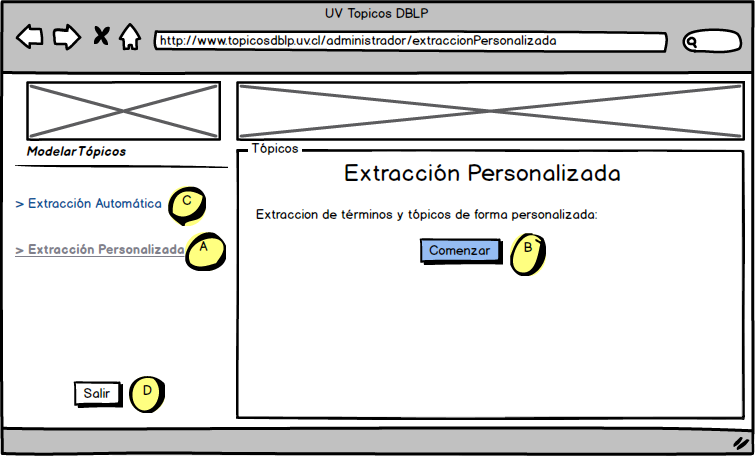 UV Topicos DBLP
http://www.topicosdblp.uv.cl/administrador/extraccionPersonalizada
ModelarTópicos
> Extracción Automática
C
> Extracción Personalizada
A
Salir
D
Tópicos
Extracción Personalizada
Extraccion de términos y tópicos de forma personalizada:
Comenzar
B